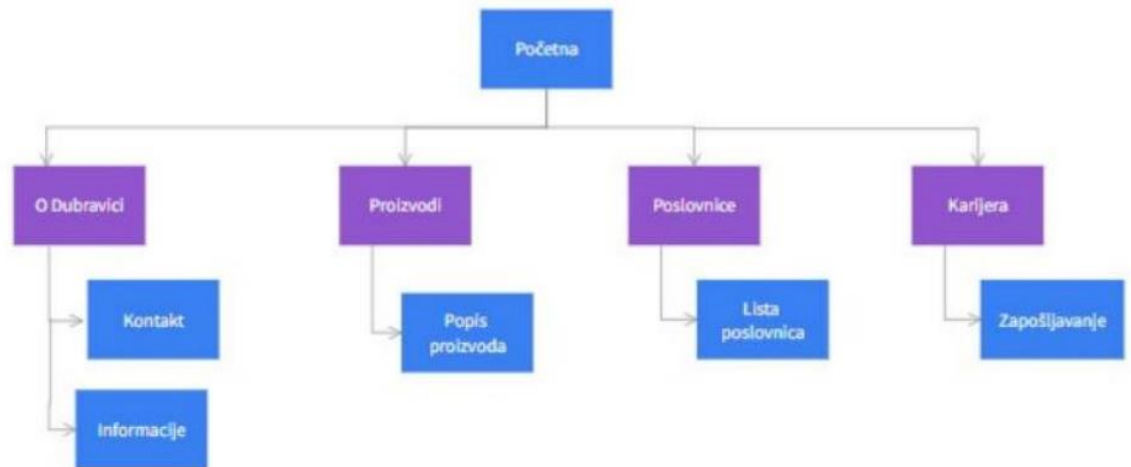 Početna
O Dubravici
Proizvodi
Poslovnice
Karijera
Kontakt
Popis
proizvoda
Lista
poslovnica
Zapošljavanje
Informacije